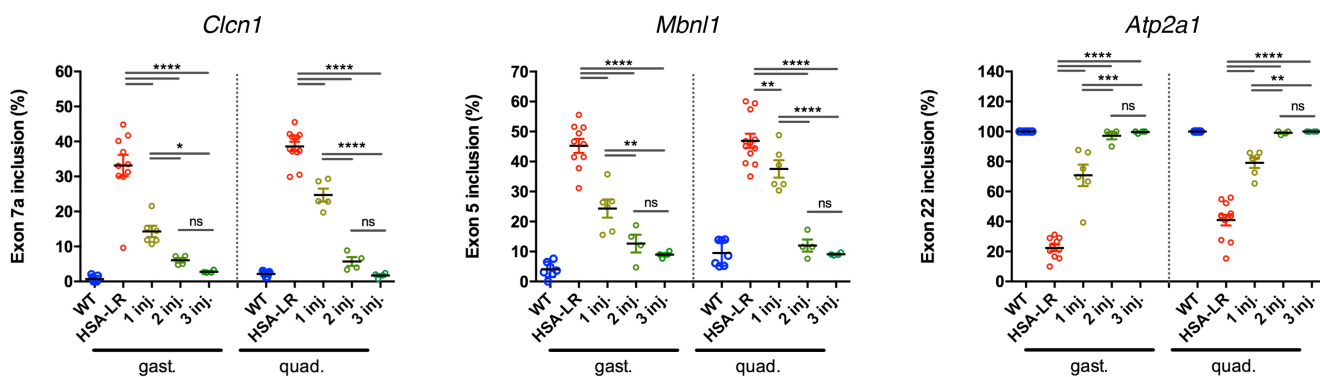 Clcn1
Exon 7a inclusion (%)
60
50
40
30
20
10
0
****
*
ns
****
****
ns
WT
HSA-LR
1 inj.
2 inj.
3 inj.
WT
HSA-LR
1 inj.
2 inj.
3 inj.
gast.
quad.
Mbnl1
Exon 5 inclusion (%)
70
60
50
40
30
20
10
0
****
**
ns
****
**
****
ns
WT
HSA-LR
1 inj.
2 inj.
3 inj.
WT
HSA-LR
1 inj.
2 inj.
3 inj.
gast.
quad.
Atp2a1
Exon 22 inclusion (%)
140
120
100
80
60
40
20
0
****
***
ns
****
**
ns
WT
HSA-LR
1 inj.
2 inj.
3 inj.
WT
HSA-LR
1 inj.
2 inj.
3 inj.
gast.
quad.